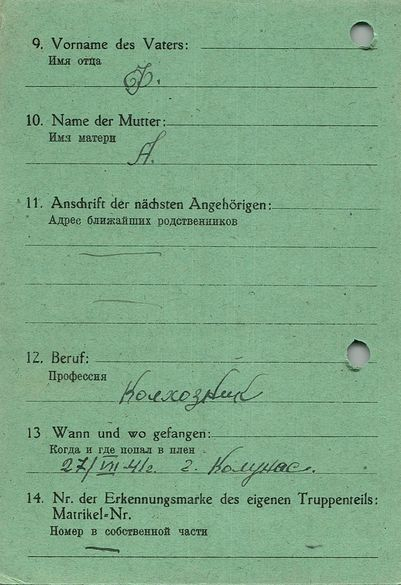 9. Vorname des Vaters:
Имя отца
Ф.
10. Name der Mutter:
Имя матери
А.
11. Anschrift der nächsten Angehörigen:
Адрес ближайших родственников
—
—
12. Beruf:
Профессия
Колхозник
13 Wann und wo gefangen:
Когда и где попал в плен
27/VII 41г. г. Колунас.
14. Nr. der Erkennungsmarke des eigenen Truppenteils:
Matrikel-Nr.
Номер в собственной части
—